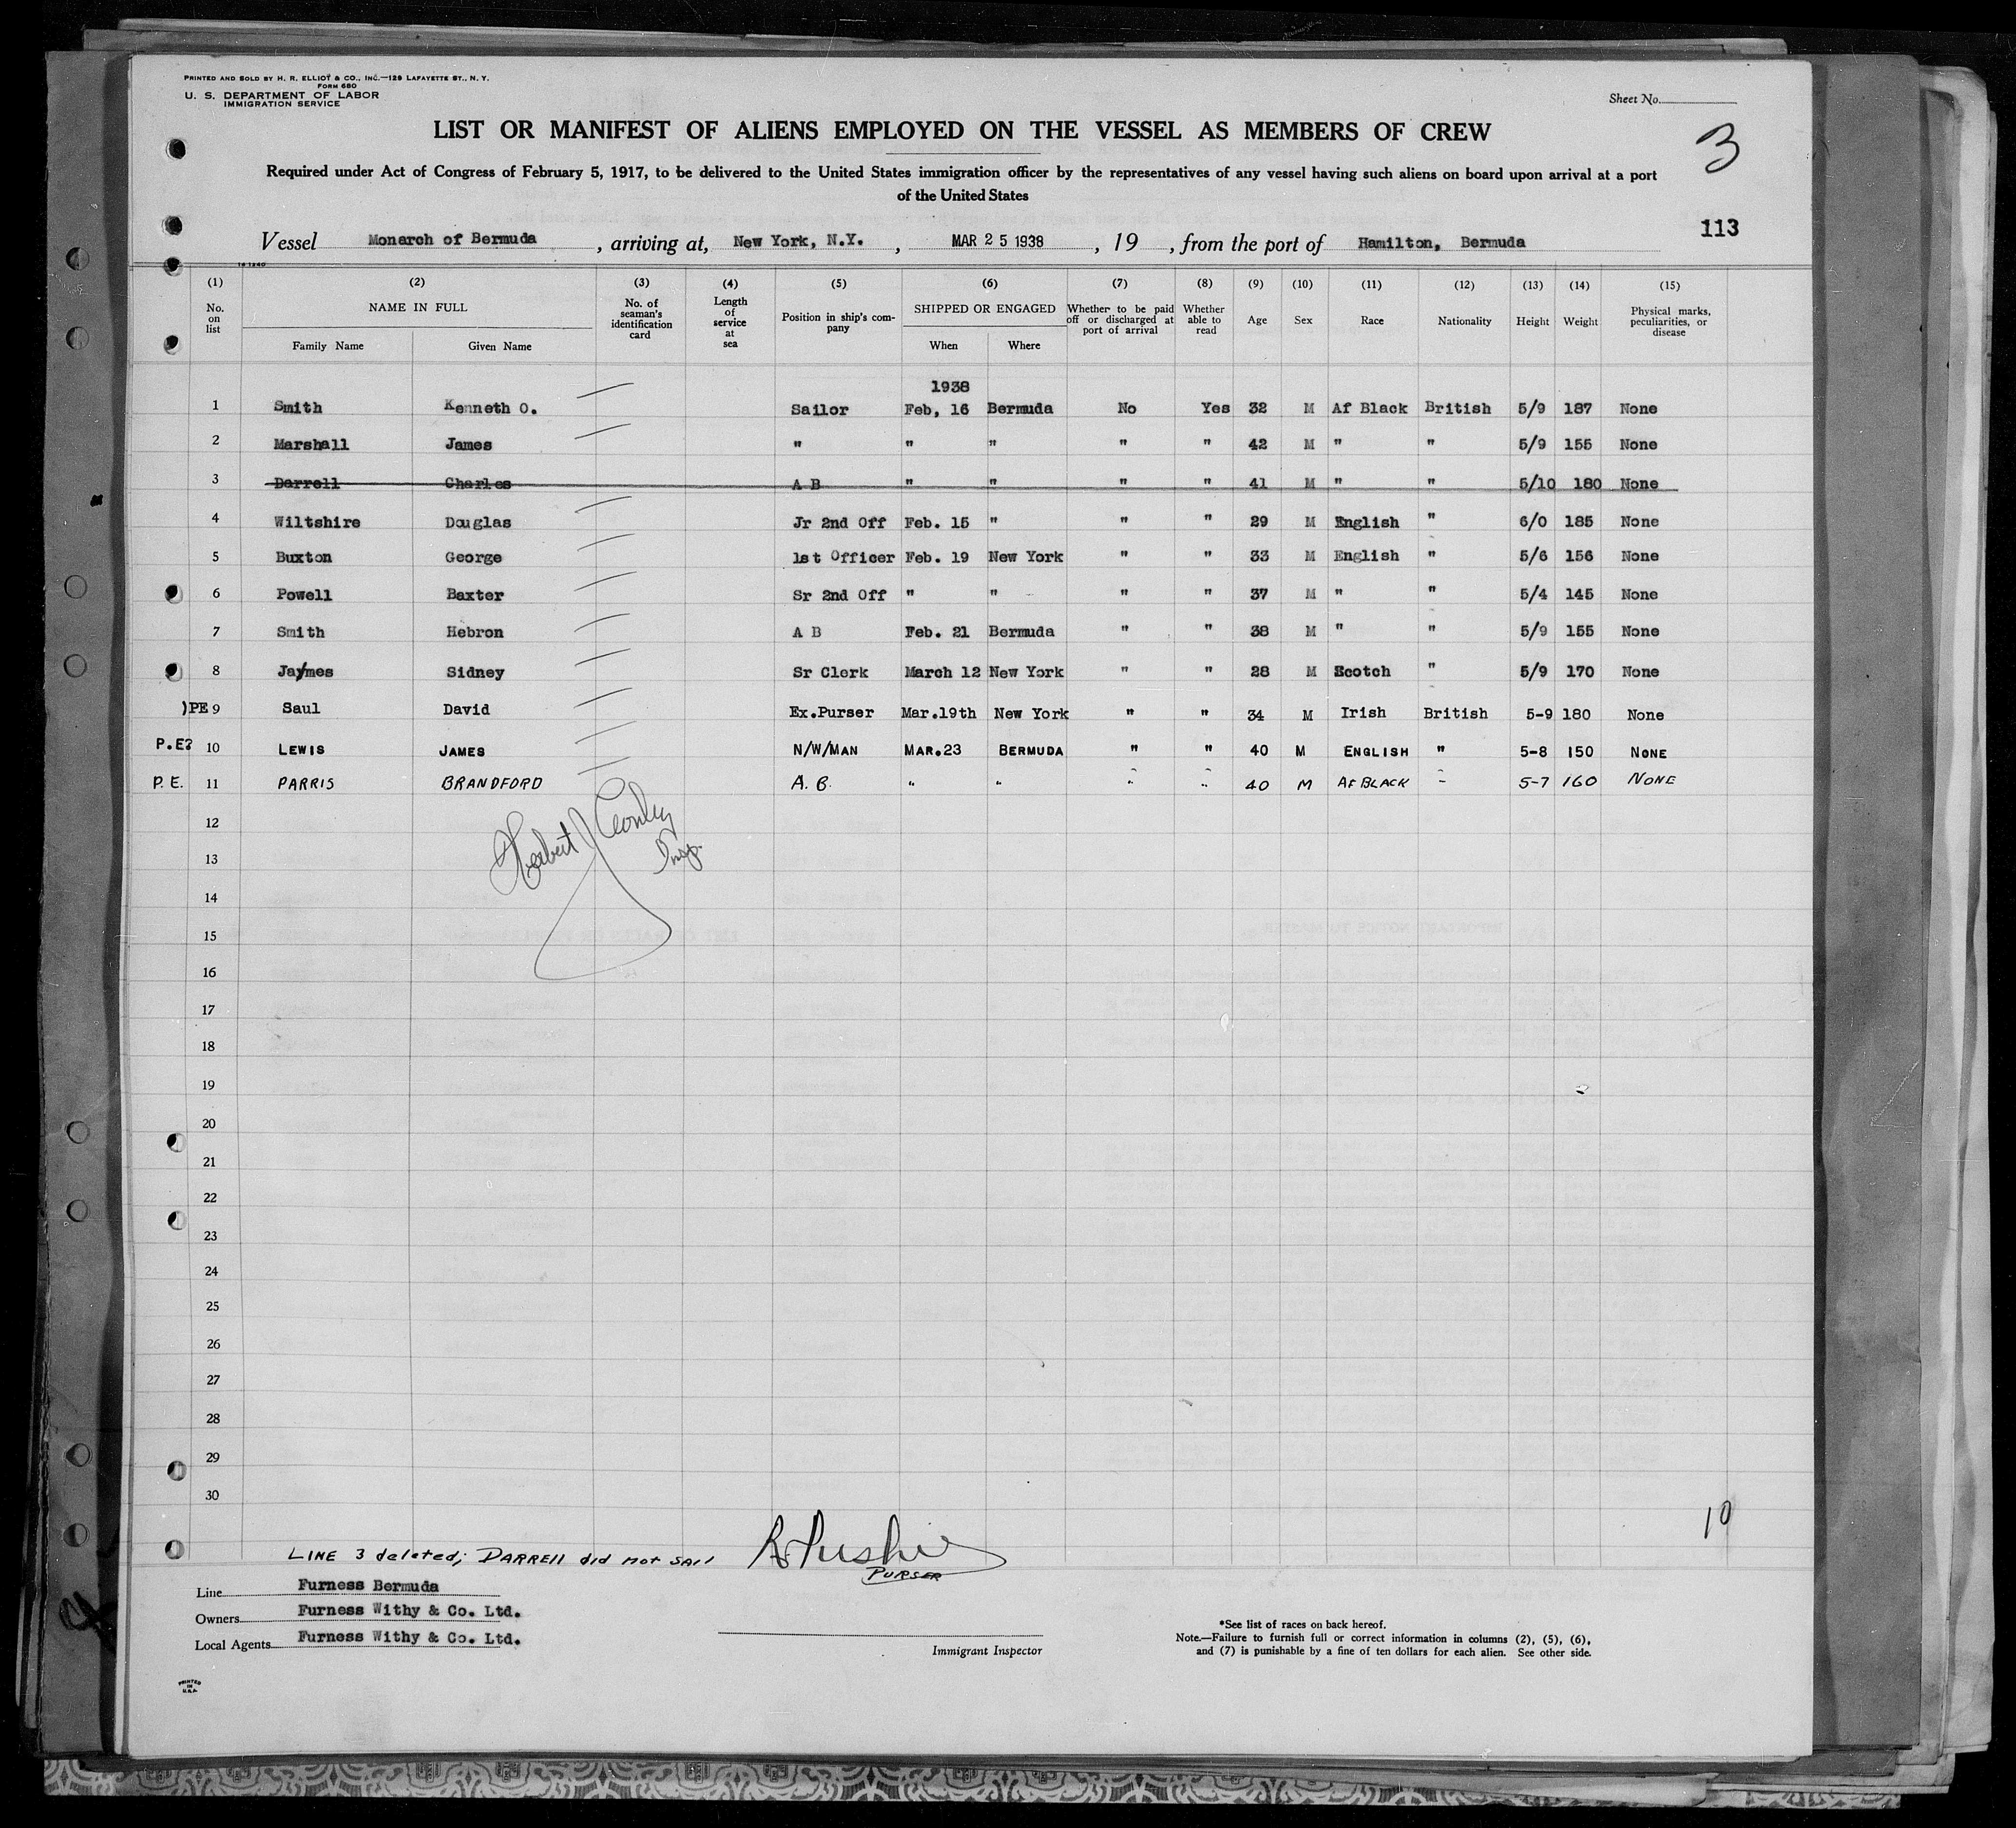 PRINTED AND SOLD BY H. R. ELLIOT & CO., INC.—129 LAFAYETTE ST., N. Y.
FORM 680
U. S. DEPARTMENT OF LABOR
IMMIGRATION SERVICE
Sheet No.
LIST OR MANIFEST OF ALIENS EMPLOYED ON THE VESSEL AS MEMBERS OF CREW
3
Required under Act of Congress of February 5, 1917, to be delivered to the United States immigration officer by the representatives of any vessel having such aliens on board upon arrival at a port
of the United States
113
Vessel Monarch of Bermuda, arriving at, New York, N.Y., MAR 25 1938, 19 , from the port of Hamilton, Bermuda
14 1240
(1) (2) (3) (4) (5) (6) (7) (8) (9) (10) (11) (12) (13) (14) (15)
No. on list NAME IN FULL Family Name Given Name No. of seaman's identification card Length of service at sea Position in ship's company SHIPPED OR ENGAGED When Where Whether to be paid off or discharged at port of arrival Whether able to read Age Sex Race Nationality Height Weight Physical marks, peculiarities, or disease
1938
1 Smith Kenneth O. Sailor Feb, 16 Bermuda No Yes 32 M Af Black British 5/9 187 None
2 Marshall James " " " " " 42 M " " 5/9 155 None
3 Darrell Charles A B " " " " 41 M " " 5/10 180 None
4 Wiltshire Douglas Jr 2nd Off Feb. 15 " " " 29 M English " 6/0 185 None
5 Buxton George 1st Officer Feb. 19 New York " " 33 M English " 5/6 156 None
6 Powell Baxter Sr 2nd Off " " " " 37 M " " 5/4 145 None
7 Smith Hebron A B Feb. 21 Bermuda " " 38 M " " 5/9 155 None
8 Jaymes Sidney Sr Clerk March 12 New York " " 28 M Scotch " 5/9 170 None
)PE 9 Saul David Ex.Purser Mar.19th New York " " 34 M Irish British 5-9 180 None
P.E? 10 LEWIS JAMES N/W/MAN MAR.23 BERMUDA " " 40 M ENGLISH " 5-8 150 NONE
P.E. 11 PARRIS BRANDFORD A.B. " " " " 40 M AF BLACK " 5-7 160 NONE
12
Herbert J Conley
Insp.
13
14
15
16
17
18
19
20
21
22
23
24
25
26
27
28
29
30
10
LINE 3 deleted; DARRELL did not SAIL
PURSER
Line Furness Bermuda
Owners Furness Withy & Co. Ltd.
Local Agents Furness Withy & Co. Ltd.
Immigrant Inspector
*See list of races on back hereof.
Note.—Failure to furnish full or correct information in columns (2), (5), (6),
and (7) is punishable by a fine of ten dollars for each alien. See other side.
PRINTED
IN
U.S.A.